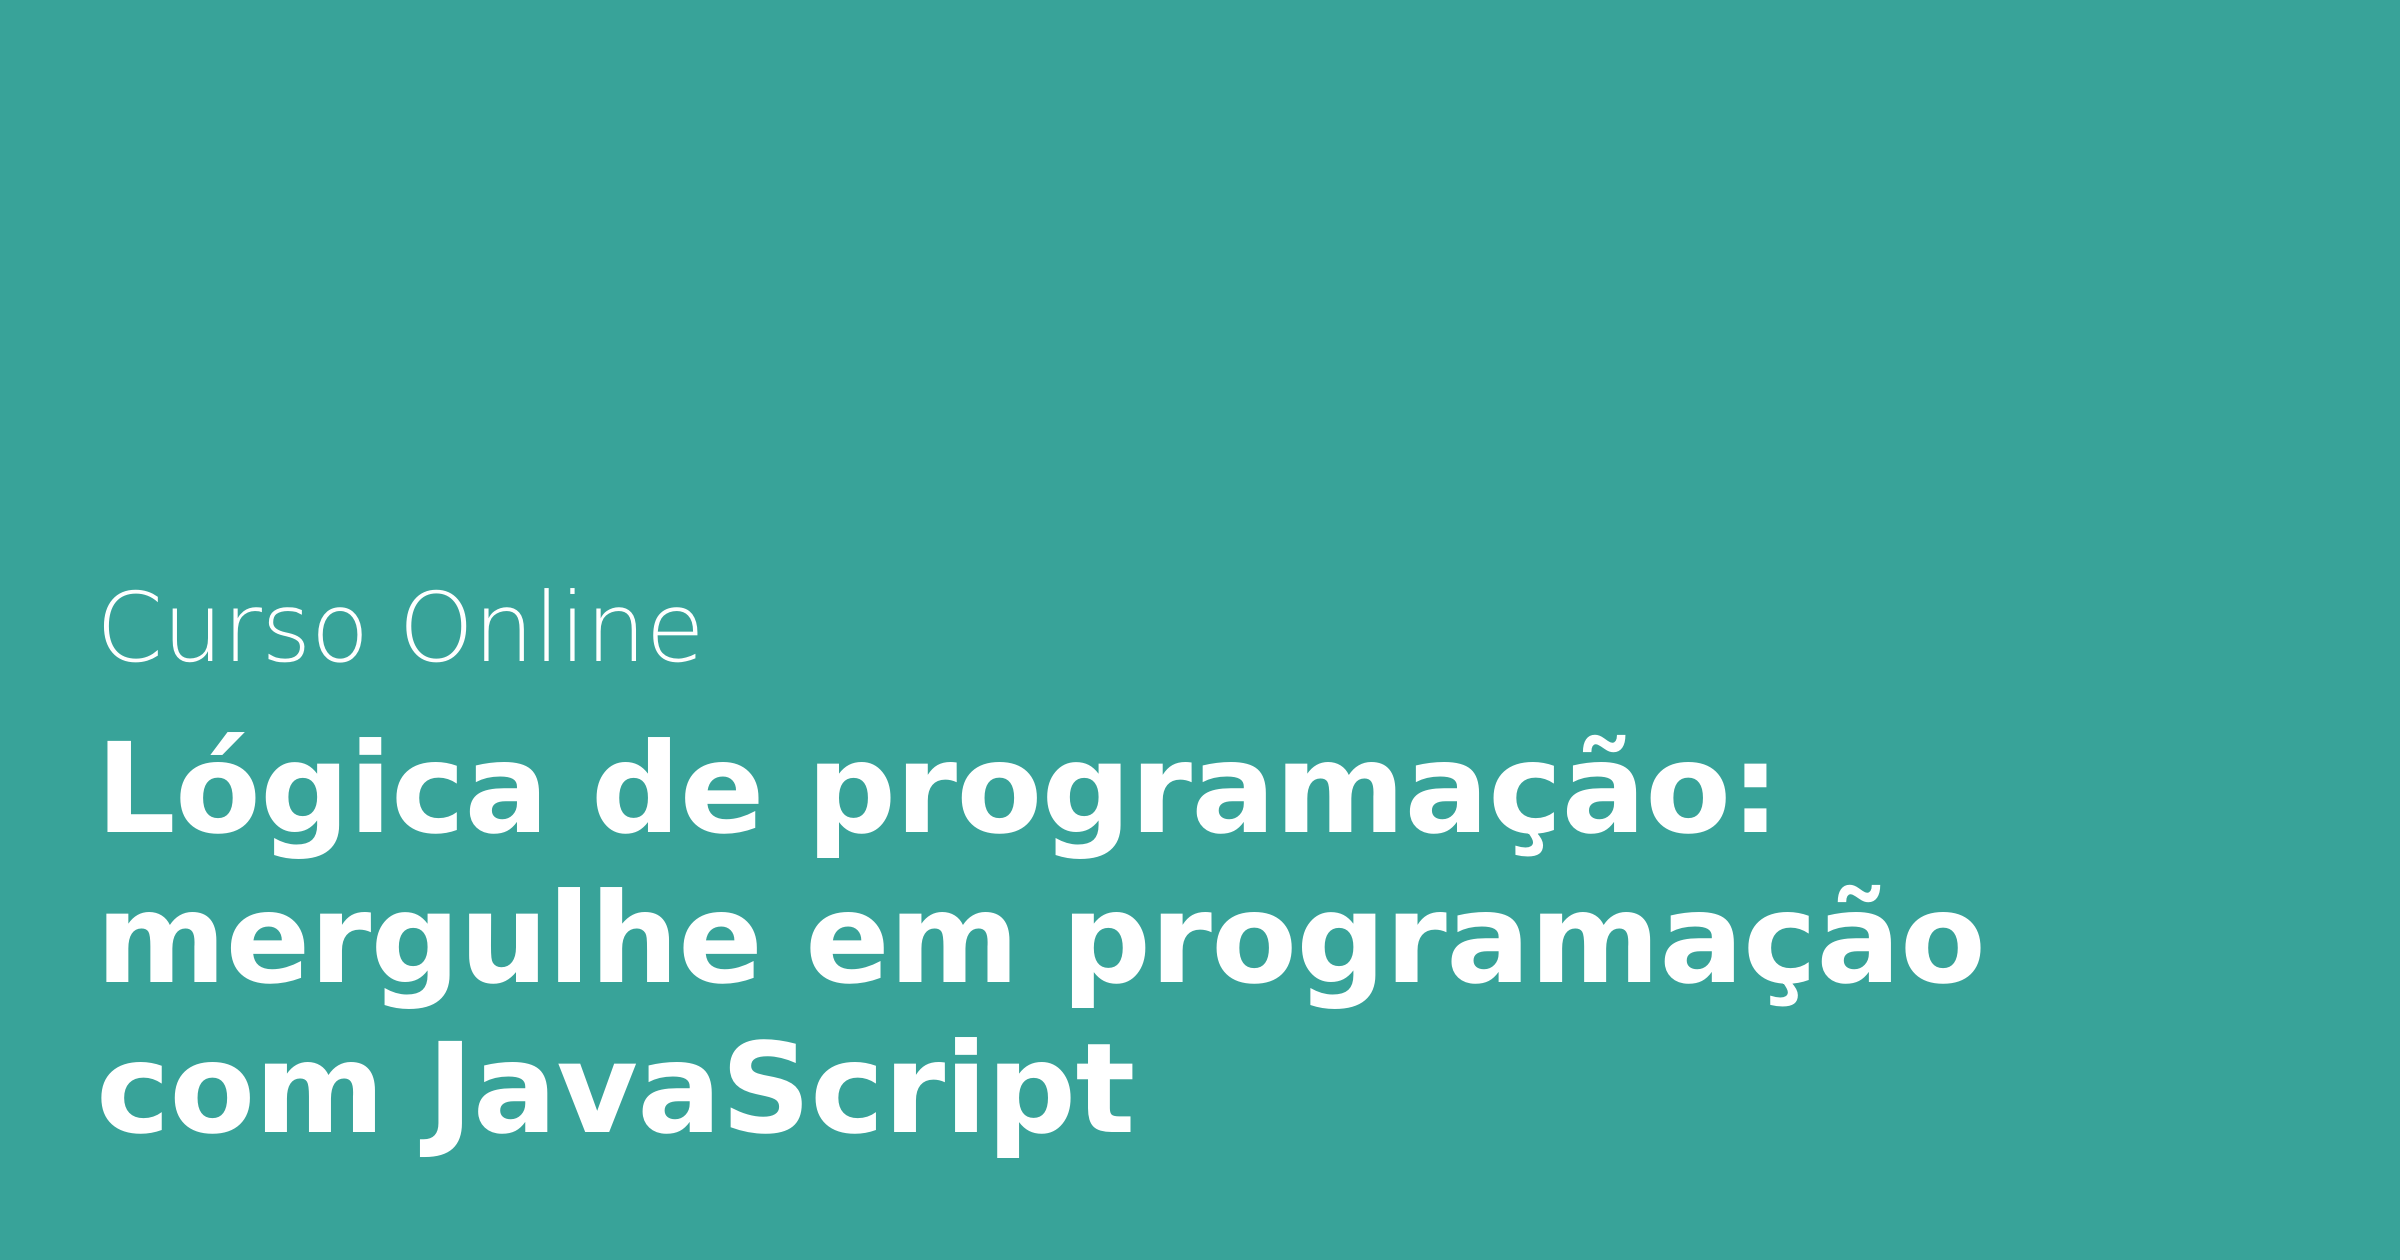 Curso Online
Lógica de programação:
mergulhe em programação
com JavaScript